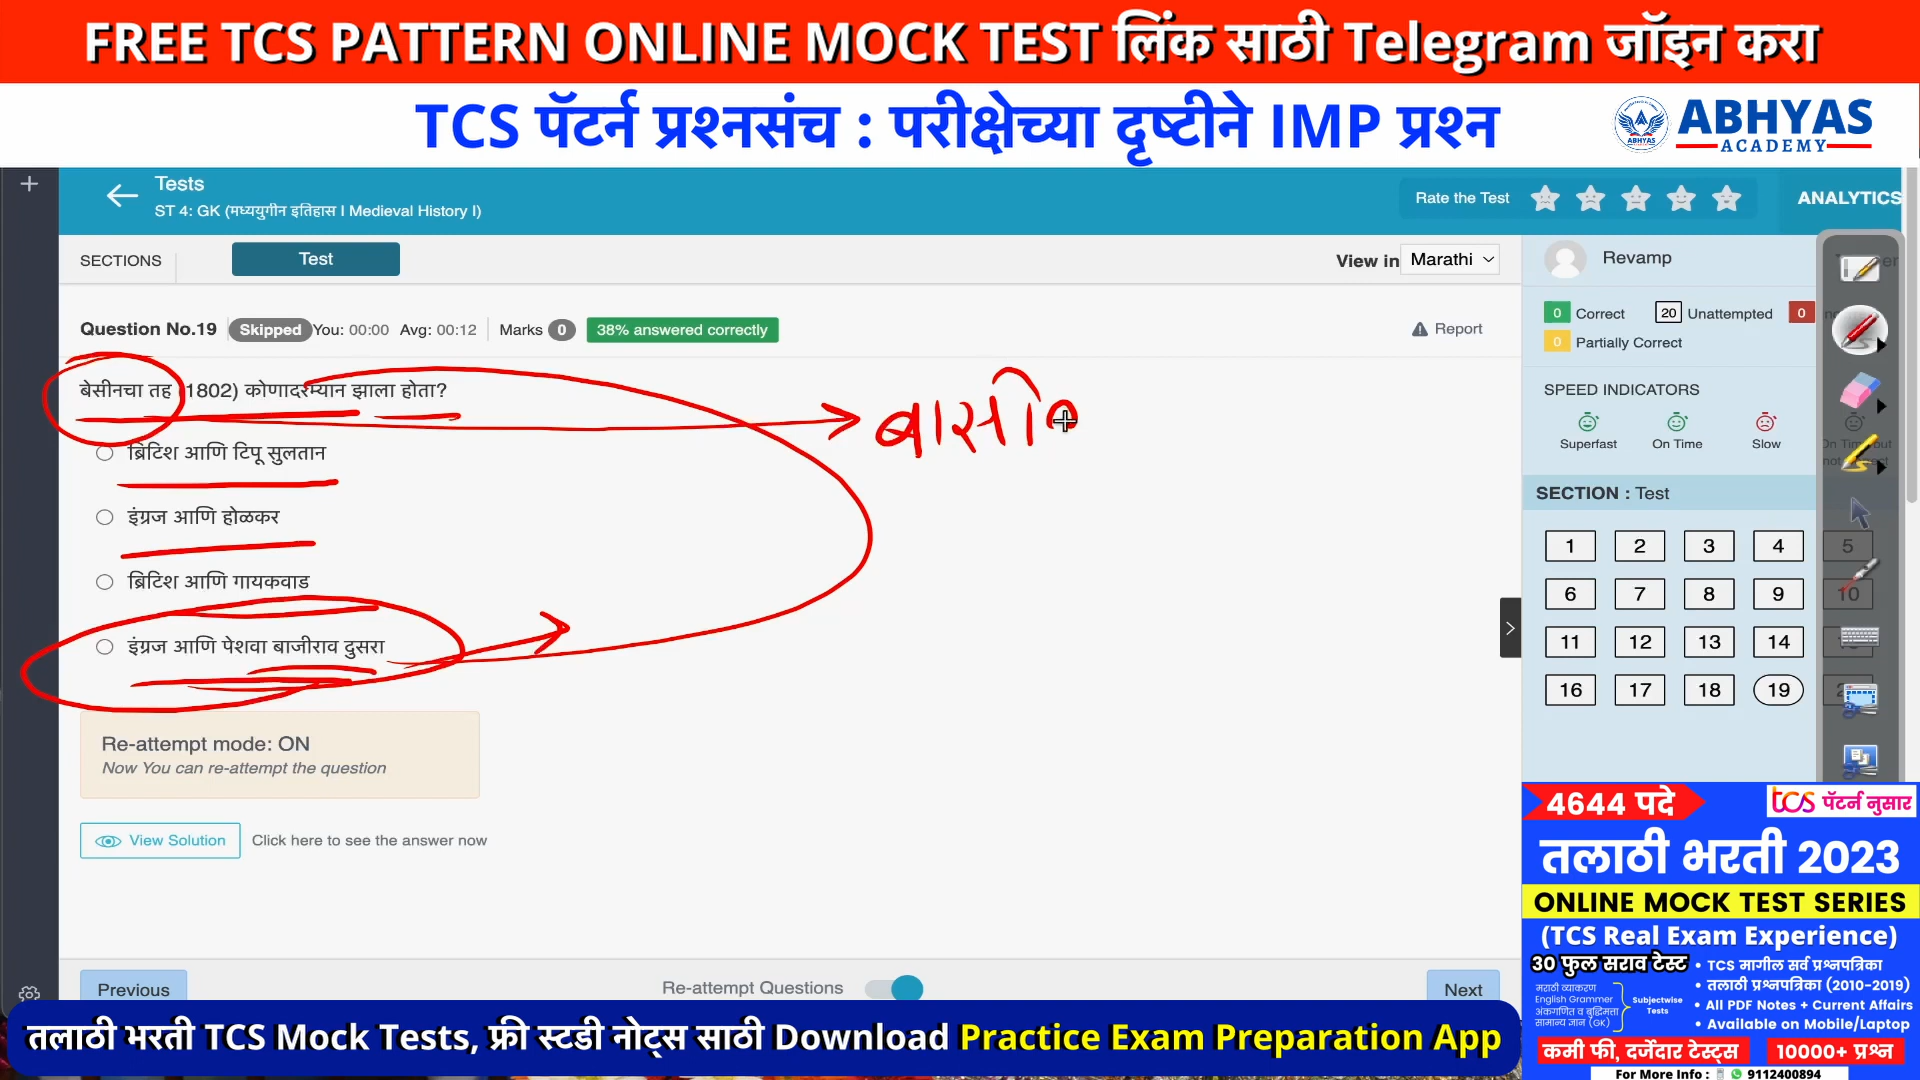 FREE TCS PATTERN ONLINE MOCK TEST लिंक साठी Telegram जॉइन करा
TCS पॅटर्न प्रश्नसंच : परीक्षेच्या दृष्टीने IMP प्रश्न
ABHYAS
ACADEMY
Tests
ST 4: GK (मध्ययुगीन इतिहास I Medieval History I)
Rate the Test
ANALYTICS
SECTIONS
Test
View in Marathi
Revamp
Question No.19 Skipped You: 00:00 Avg: 00:12 Marks 0 38% answered correctly
Report
0 Correct 20 Unattempted 0
0 Partially Correct
बेसीनचा तह (1802) कोणादरम्यान झाला होता?
ब्रिटिश आणि टिपू सुलतान
इंग्रज आणि होळकर
ब्रिटिश आणि गायकवाड
इंग्रज आणि पेशवा बाजीराव दुसरा
SPEED INDICATORS
Superfast On Time Slow
SECTION : Test
1 2 3 4 5
6 7 8 9 10
11 12 13 14
16 17 18 19
Re-attempt mode: ON
Now You can re-attempt the question
View Solution Click here to see the answer now
Previous
Re-attempt Questions
Next
4644 पदे
tcs पॅटर्न नुसार
तलाठी भरती 2023
ONLINE MOCK TEST SERIES
(TCS Real Exam Experience)
30 फुल सराव टेस्ट
मराठी व्याकरण
English Grammer
अंकगणित व बुद्धिमत्ता
सामान्य ज्ञान (GK)
Subjectwise
Tests
• TCS मागील सर्व प्रश्नपत्रिका
• तलाठी प्रश्नपत्रिका (2010-2019)
• All PDF Notes + Current Affairs
• Available on Mobile/Laptop
कमी फी, दर्जेदार टेस्ट्स
10000+ प्रश्न
For More Info : 9112400894
तलाठी भरती TCS Mock Tests, फ्री स्टडी नोट्स साठी Download Practice Exam Preparation App